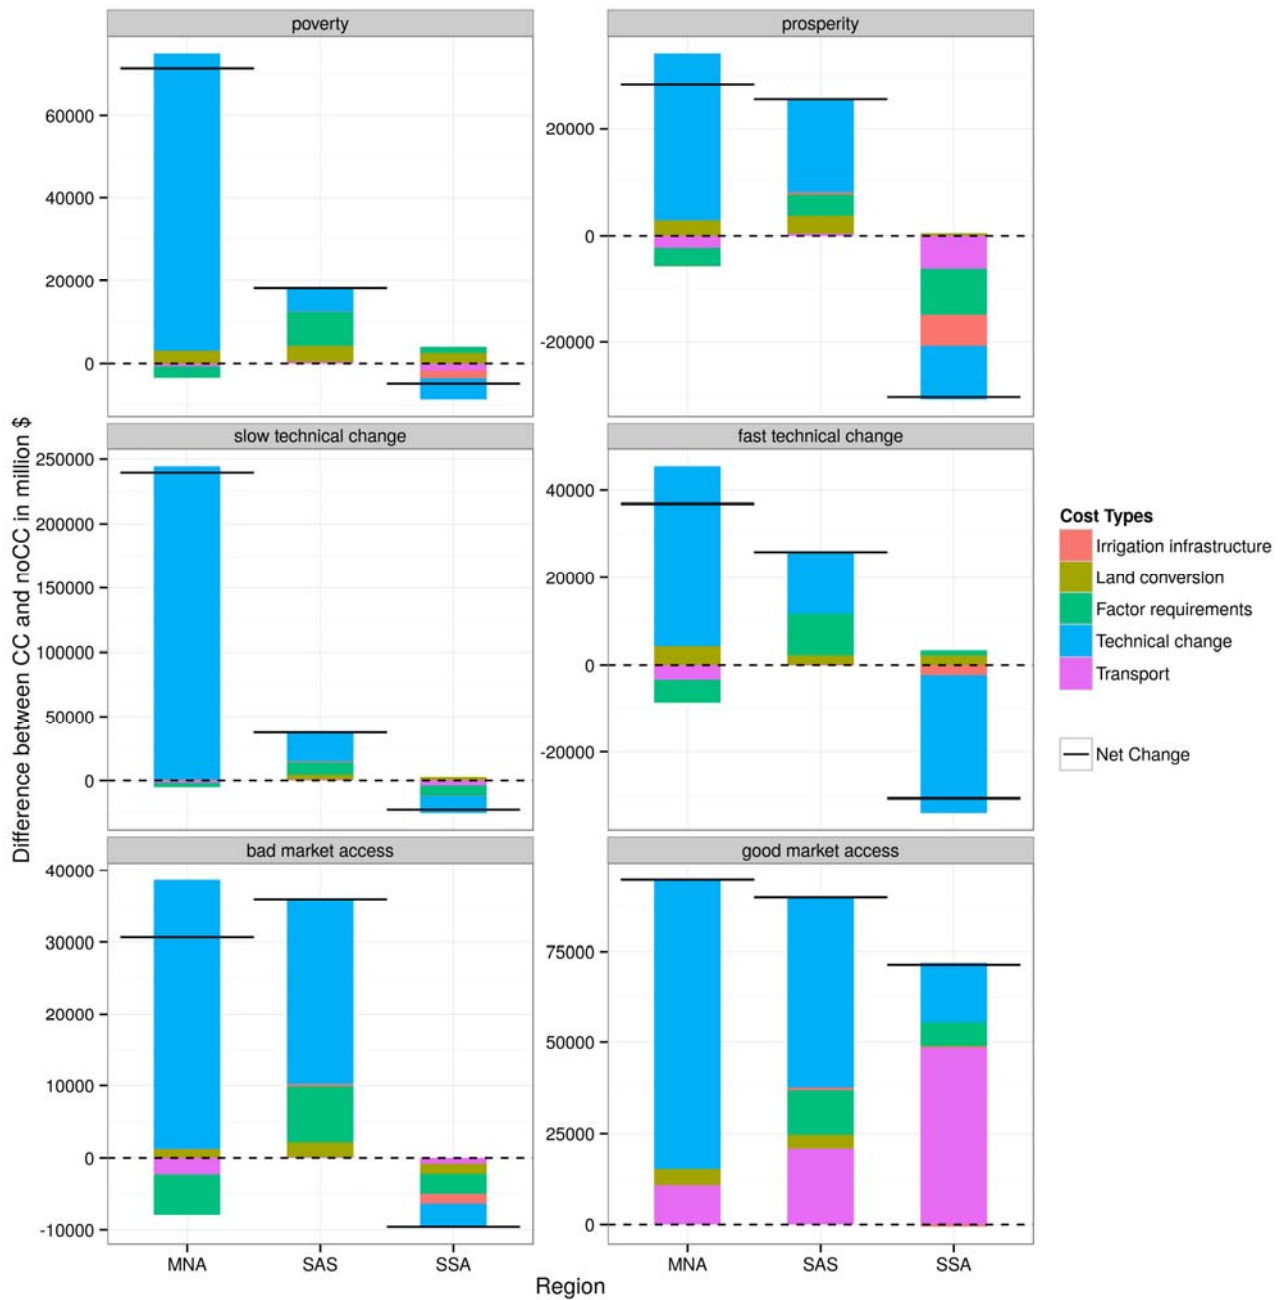 poverty
prosperity
60000
40000
20000
0
20000
0
-20000
slow technical change
fast technical change
250000
200000
150000
100000
50000
0
40000
20000
0
-20000
bad market access
good market access
40000
30000
20000
10000
0
-10000
75000
50000
25000
0
MNA SAS SSA
MNA SAS SSA
Region
Difference between CC and noCC in million $
Cost Types
Irrigation infrastructure
Land conversion
Factor requirements
Technical change
Transport
Net Change